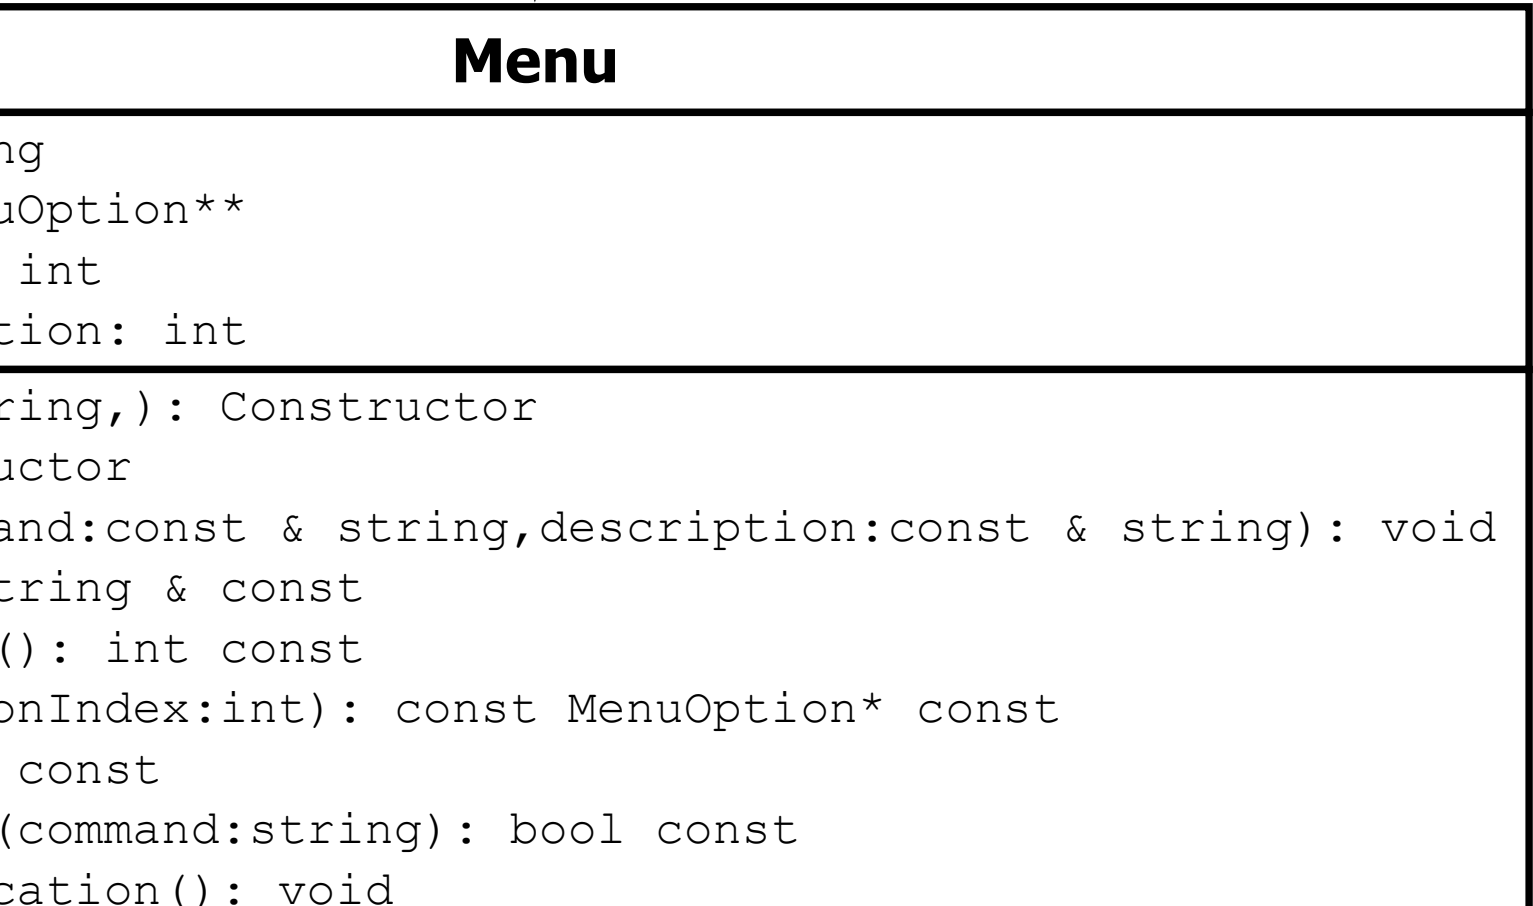 Menu
ng
uOption**
int
tion: int
ring,): Constructor
uctor
and:const & string,description:const & string): void
tring & const
(): int const
onIndex:int): const MenuOption* const
const
(command:string): bool const
cation(): void